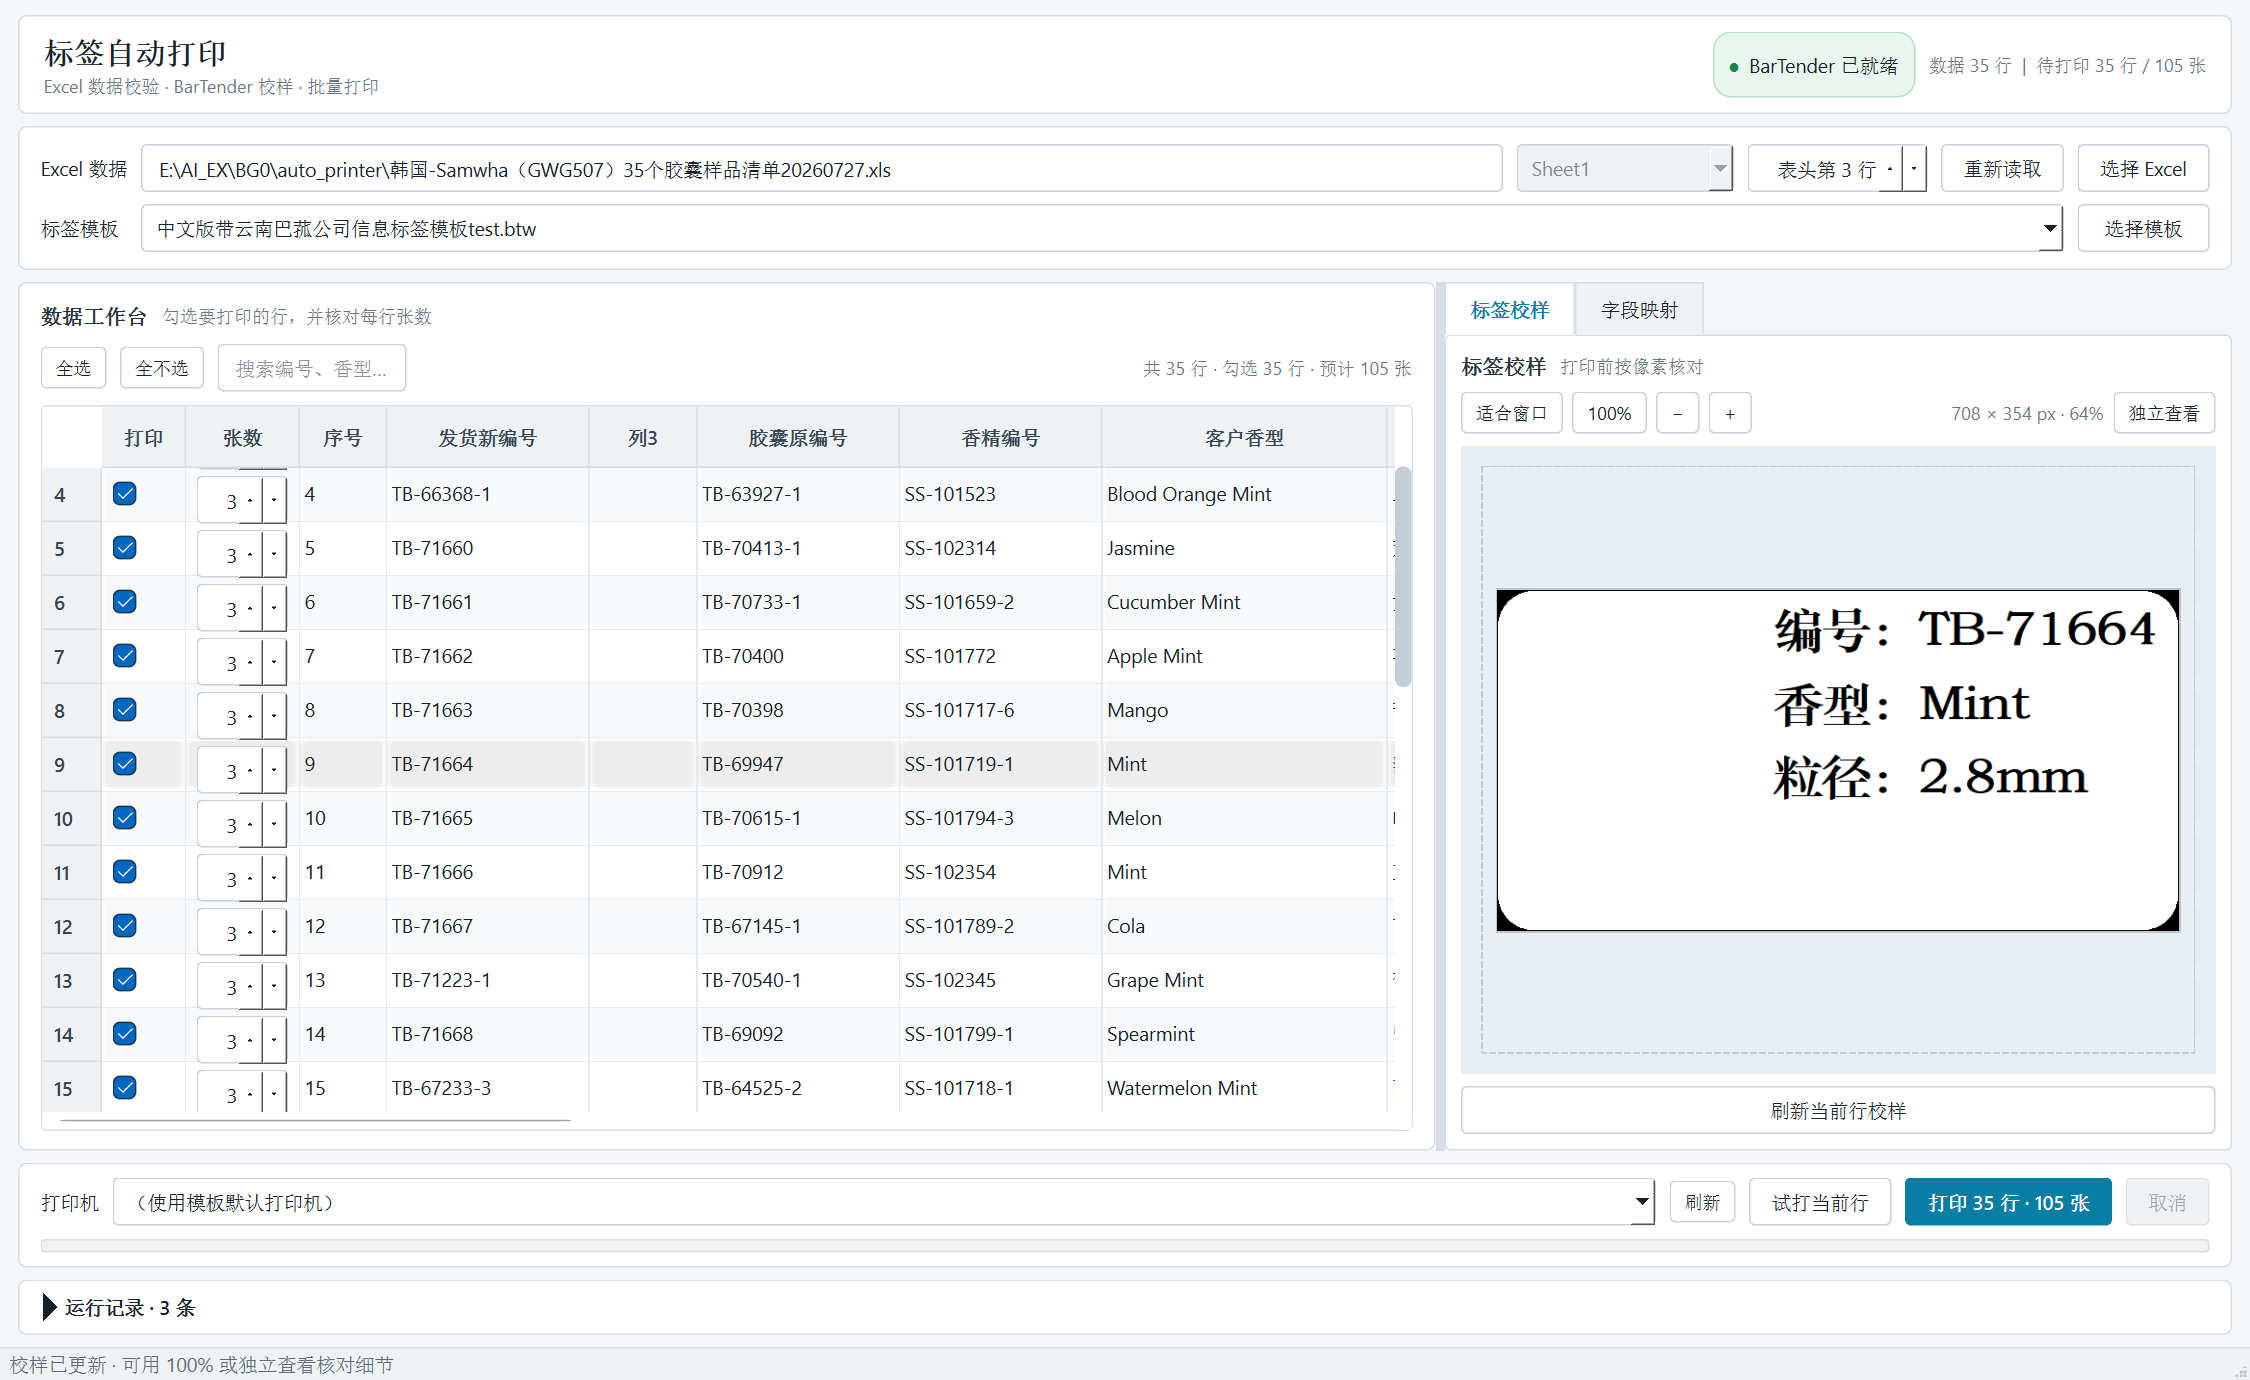 标签自动打印
Excel 数据校验 · BarTender 校样 · 批量打印
● BarTender 已就绪
数据 35 行 | 待打印 35 行 / 105 张
Excel 数据
E:\AI_EX\BG0\auto_printer\韩国-Samwha（GWG507）35个胶囊样品清单20260727.xls
Sheet1
表头第 3 行
重新读取
选择 Excel
标签模板
中文版带云南巴菰公司信息标签模板test.btw
选择模板
数据工作台 勾选要打印的行，并核对每行张数
全选
全不选
搜索编号、香型...
共 35 行 · 勾选 35 行 · 预计 105 张
打印 张数 序号 发货新编号 列3 胶囊原编号 香精编号 客户香型
4 3 4 TB-66368-1 TB-63927-1 SS-101523 Blood Orange Mint
5 3 5 TB-71660 TB-70413-1 SS-102314 Jasmine
6 3 6 TB-71661 TB-70733-1 SS-101659-2 Cucumber Mint
7 3 7 TB-71662 TB-70400 SS-101772 Apple Mint
8 3 8 TB-71663 TB-70398 SS-101717-6 Mango
9 3 9 TB-71664 TB-69947 SS-101719-1 Mint
10 3 10 TB-71665 TB-70615-1 SS-101794-3 Melon
11 3 11 TB-71666 TB-70912 SS-102354 Mint
12 3 12 TB-71667 TB-67145-1 SS-101789-2 Cola
13 3 13 TB-71223-1 TB-70540-1 SS-102345 Grape Mint
14 3 14 TB-71668 TB-69092 SS-101799-1 Spearmint
15 3 15 TB-67233-3 TB-64525-2 SS-101718-1 Watermelon Mint
标签校样
字段映射
标签校样 打印前按像素核对
适合窗口
100%
−
+
708 × 354 px · 64%
独立查看
编号：TB-71664
香型：Mint
粒径：2.8mm
刷新当前行校样
打印机
（使用模板默认打印机）
刷新
试打当前行
打印 35 行 · 105 张
取消
运行记录 · 3 条
校样已更新 · 可用 100% 或独立查看核对细节